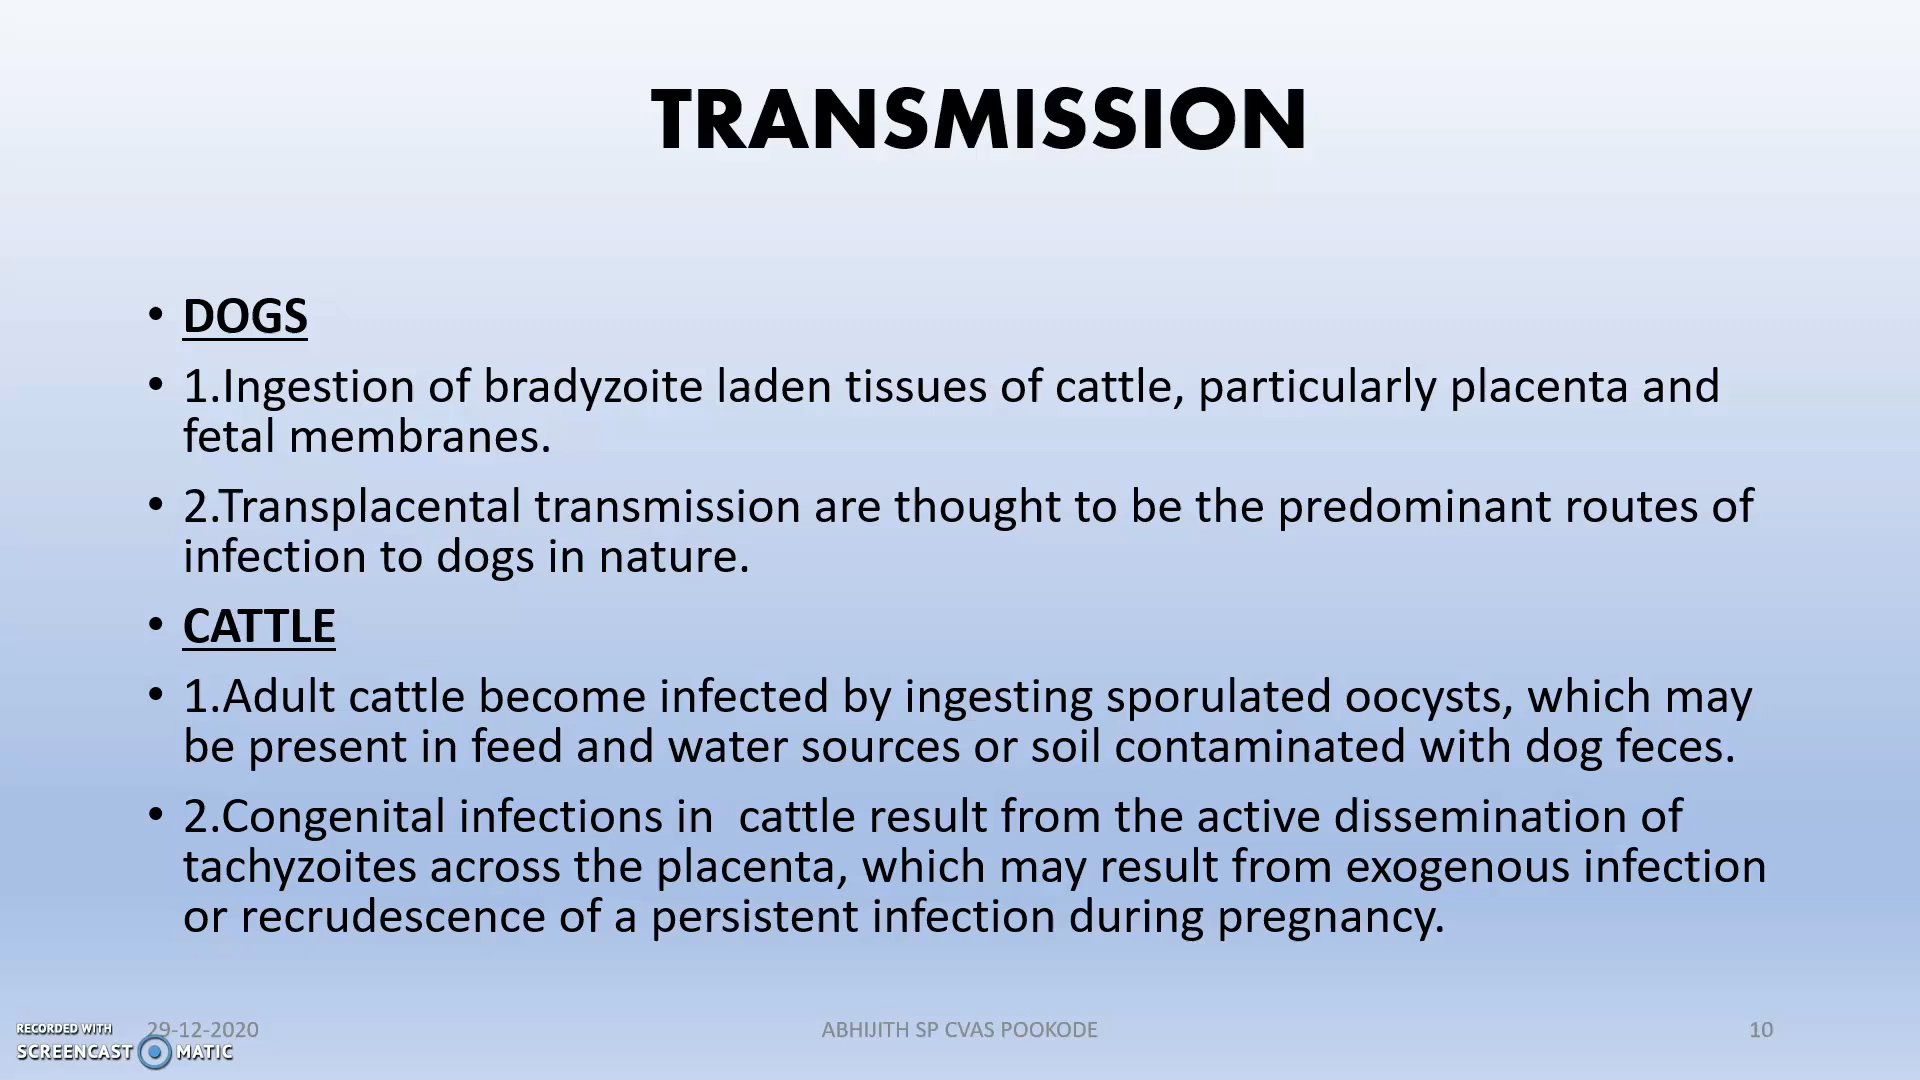 TRANSMISSION
• DOGS
• 1.Ingestion of bradyzoite laden tissues of cattle, particularly placenta and
fetal membranes.
• 2.Transplacental transmission are thought to be the predominant routes of
infection to dogs in nature.
• CATTLE
• 1.Adult cattle become infected by ingesting sporulated oocysts, which may
be present in feed and water sources or soil contaminated with dog feces.
• 2.Congenital infections in  cattle result from the active dissemination of
tachyzoites across the placenta, which may result from exogenous infection
or recrudescence of a persistent infection during pregnancy.
29-12-2020
ABHIJITH SP CVAS POOKODE
10
RECORDED WITH
SCREENCAST MATIC